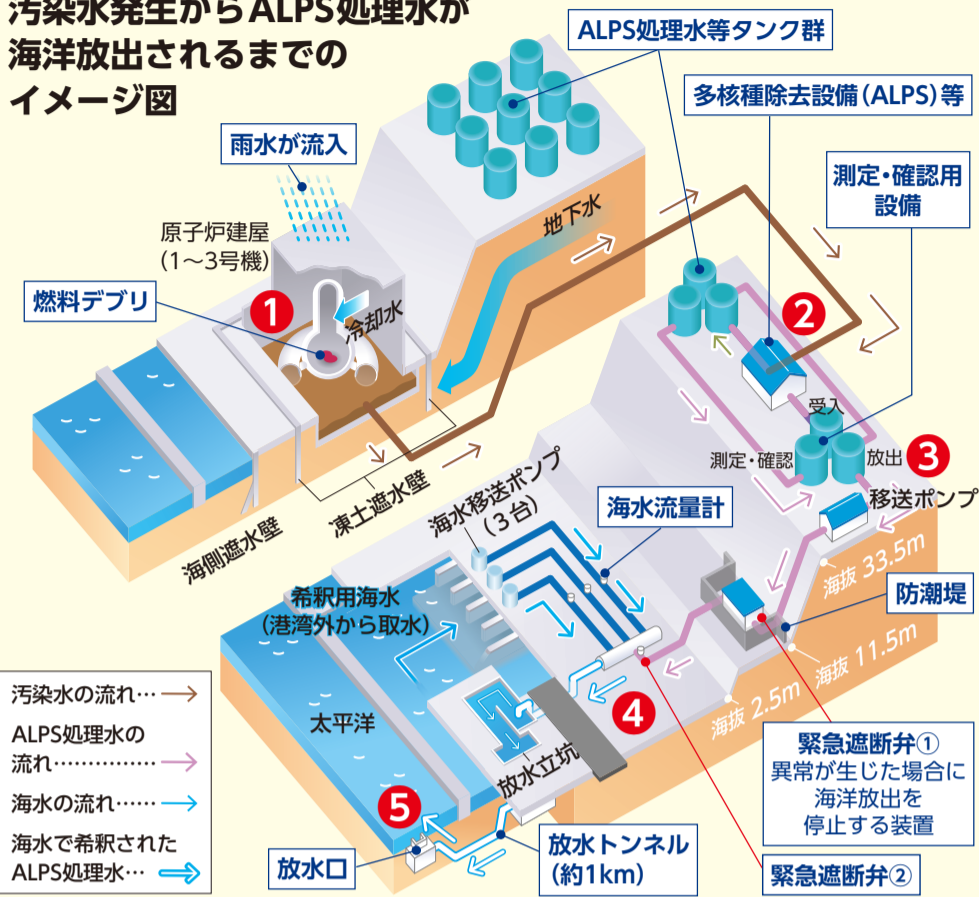 汚染水発生からALPS処理水が
海洋放出されるまでの
イメージ図
ALPS処理水等タンク群
多核種除去設備（ALPS）等
雨水が流入
測定・確認用
設備
原子炉建屋
（1〜3号機）
地下水
燃料デブリ
1
冷却水
2
受入
測定・確認
放出
3
移送ポンプ
海側遮水壁
凍土遮水壁
海水移送ポンプ
（3台）
海水流量計
海抜 33.5m
防潮堤
海抜 11.5m
海抜 2.5m
希釈用海水
（港湾外から取水）
太平洋
4
放水立坑
5
放水口
放水トンネル
（約1km）
緊急遮断弁①
異常が生じた場合に
海洋放出を
停止する装置
緊急遮断弁②
汚染水の流れ…
ALPS処理水の
流れ……………
海水の流れ……
海水で希釈された
ALPS処理水…